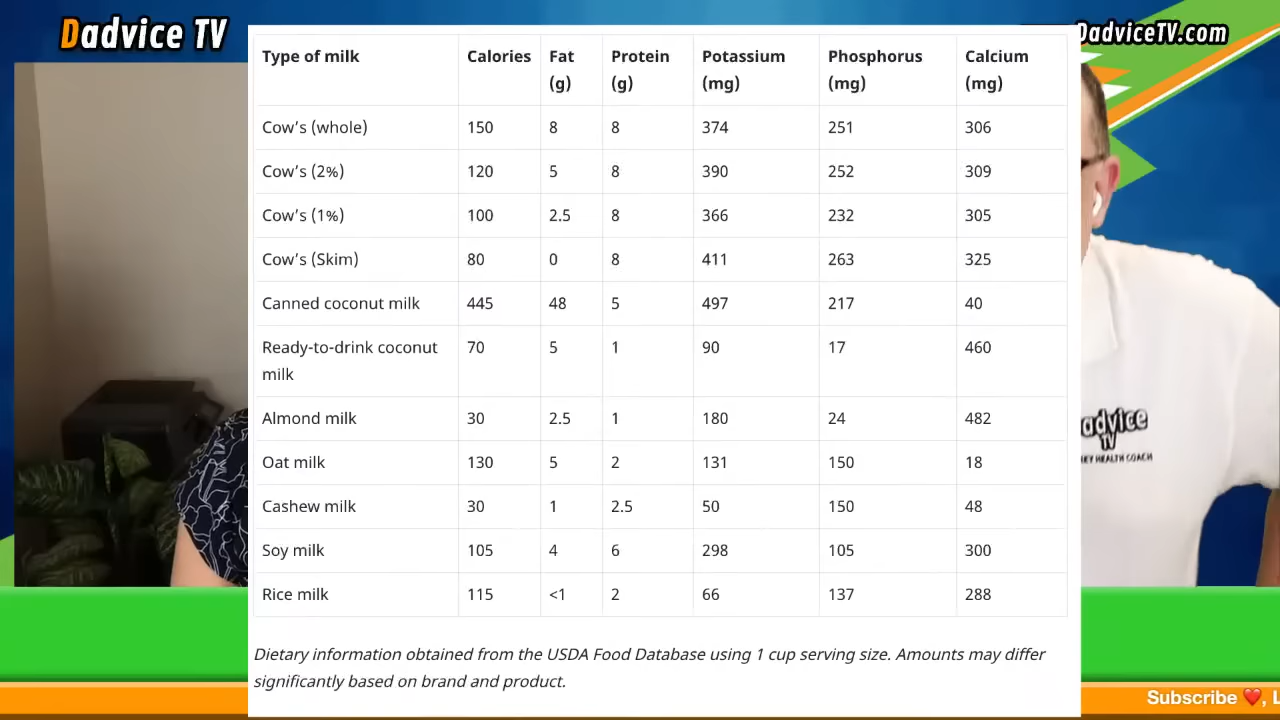 Dadvice TV
DadviceTV.com
Type of milk Calories Fat (g) Protein (g) Potassium (mg) Phosphorus (mg) Calcium (mg)
Cow’s (whole) 150 8 8 374 251 306
Cow’s (2%) 120 5 8 390 252 309
Cow’s (1%) 100 2.5 8 366 232 305
Cow’s (Skim) 80 0 8 411 263 325
Canned coconut milk 445 48 5 497 217 40
Ready-to-drink coconut milk 70 5 1 90 17 460
Almond milk 30 2.5 1 180 24 482
Oat milk 130 5 2 131 150 18
Cashew milk 30 1 2.5 50 150 48
Soy milk 105 4 6 298 105 300
Rice milk 115 <1 2 66 137 288
Dietary information obtained from the USDA Food Database using 1 cup serving size. Amounts may differ
significantly based on brand and product.
advice
TV
EY HEALTH COACH
Subscribe ❤️, L